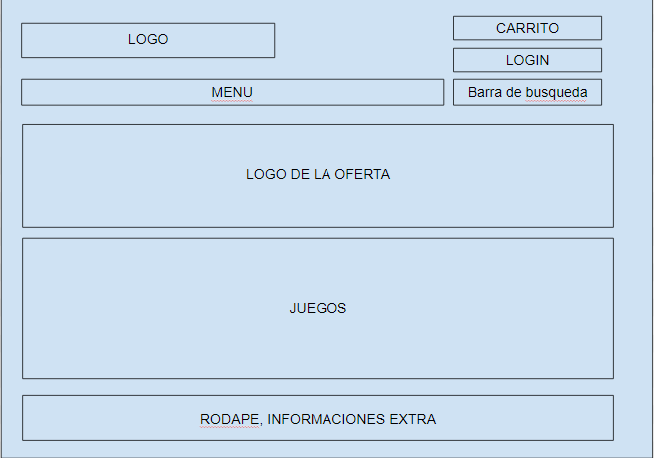 LOGO
CARRITO
LOGIN
MENU
Barra de busqueda
LOGO DE LA OFERTA
JUEGOS
RODAPE, INFORMACIONES EXTRA